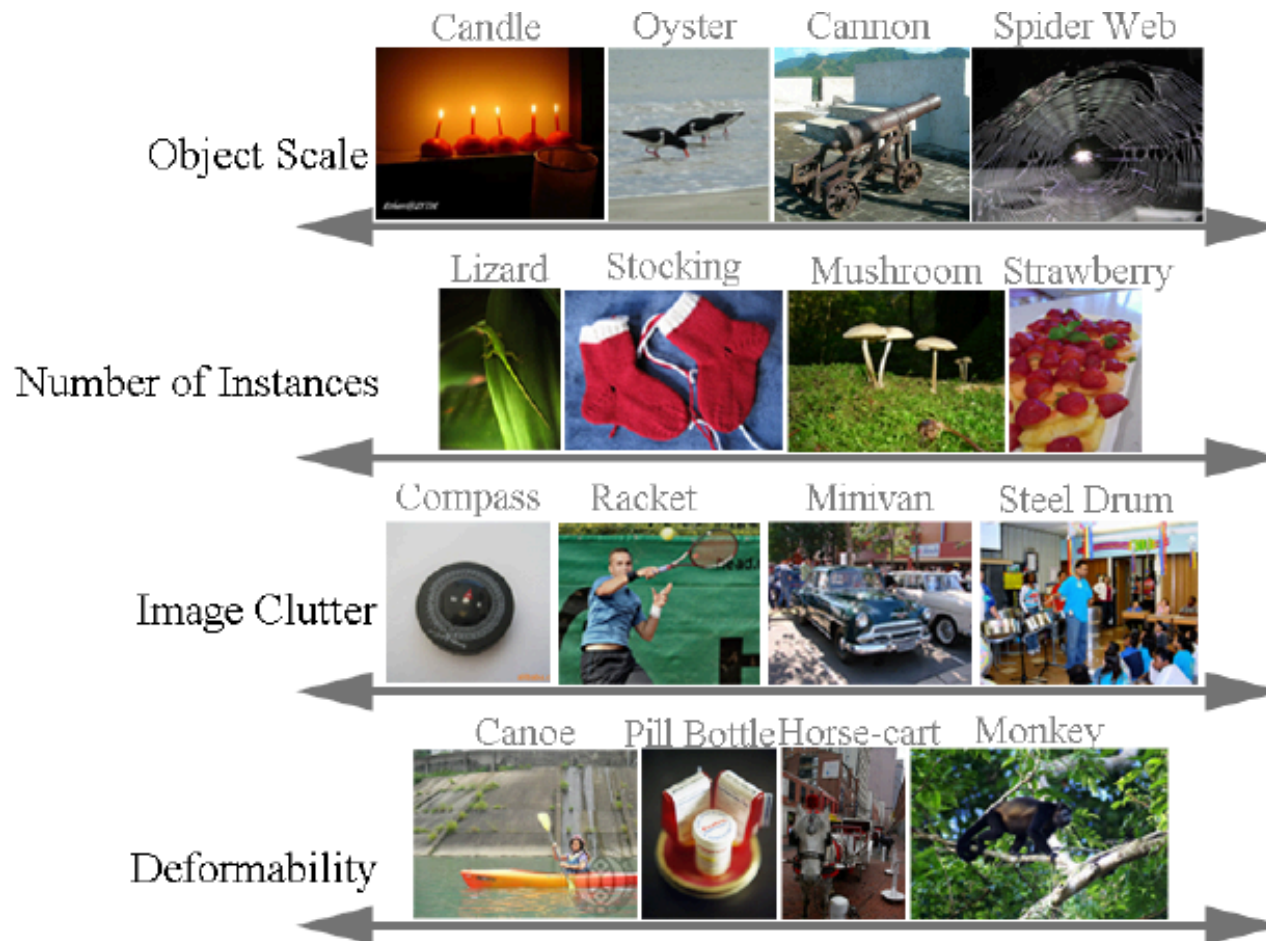 Candle Oyster Cannon Spider Web
Object Scale
Lizard Stocking Mushroom Strawberry
Number of Instances
Compass Racket Minivan Steel Drum
head.
Image Clutter
Canoe Pill Bottle Horse-cart Monkey
Deformability